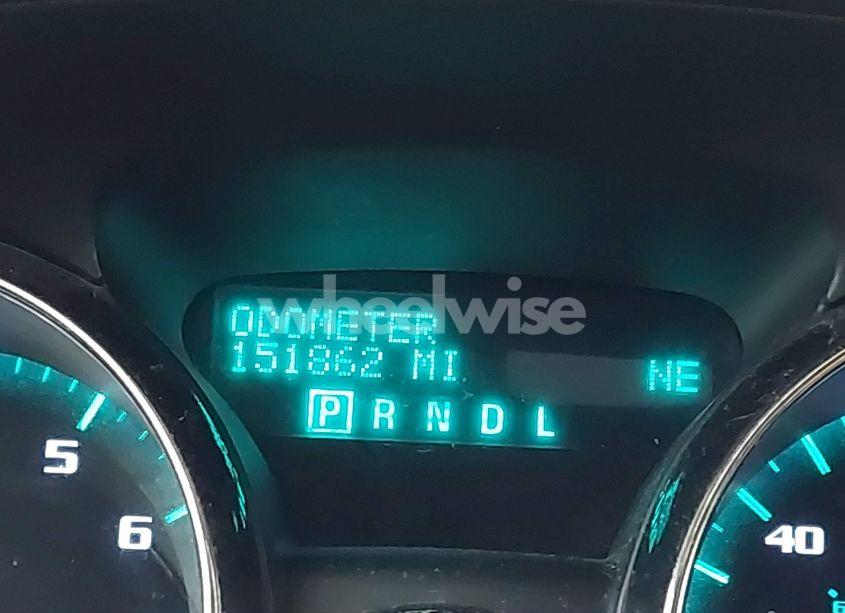 wheelwise
ODOMETER
151862 MI NE
P R N D L
5
6
40